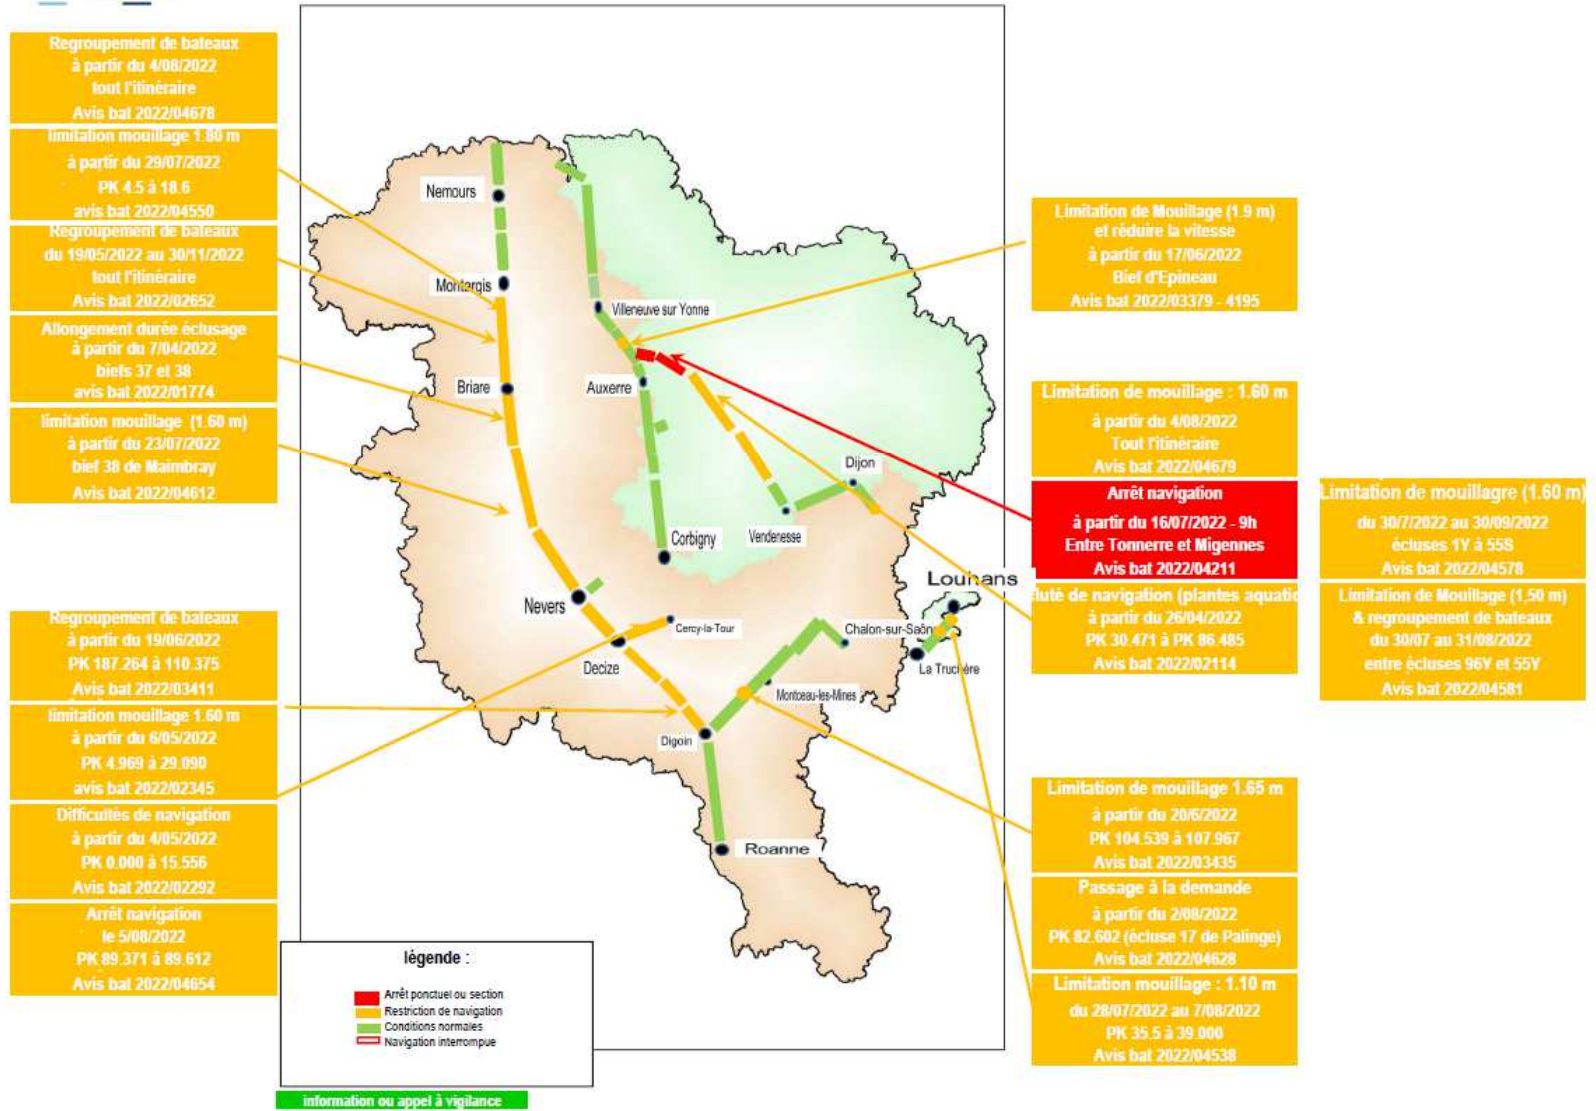 Regroupement de bateaux
à partir du 4/08/2022
tout l'itinéraire
Avis bat 2022/04678
limitation mouillage 1.80 m
à partir du 29/07/2022
PK 4.5 à 18.6
avis bat 2022/04550
Regroupement de bateaux
du 19/05/2022 au 30/11/2022
tout l'itinéraire
Avis bat 2022/02652
Allongement durée éclusage
à partir du 7/04/2022
biefs 37 et 38
avis bat 2022/01774
limitation mouillage (1.60 m)
à partir du 23/07/2022
bief 38 de Maimbray
Avis bat 2022/04612
Regroupement de bateaux
à partir du 19/06/2022
PK 187.264 à 110.375
Avis bat 2022/03411
limitation mouillage 1.60 m
à partir du 6/05/2022
PK 4.969 à 29.090
avis bat 2022/02345
Difficultés de navigation
à partir du 4/05/2022
PK 0.000 à 15.556
Avis bat 2022/02292
Arrêt navigation
le 5/08/2022
PK 89.371 à 89.612
Avis bat 2022/04654
Nemours
Montargis
Villeneuve sur Yonne
Briare
Auxerre
Dijon
Vendenesse
Corbigny
Nevers
Cercy-la-Tour
Decize
Chalon-sur-Saôn
Louhans
La Truchère
Montceau-les-Mines
Digoin
Roanne
légende :
Arrêt ponctuel ou section
Restriction de navigation
Conditions normales
Navigation interrompue
information ou appel à vigilance
Limitation de Mouillage (1.9 m)
et réduire la vitesse
à partir du 17/06/2022
Bief d'Epineau
Avis bat 2022/03379 - 4195
Limitation de mouillage : 1.60 m
à partir du 4/08/2022
Tout l'itinéraire
Avis bat 2022/04679
Arrêt navigation
à partir du 16/07/2022 - 9h
Entre Tonnerre et Migennes
Avis bat 2022/04211
luté de navigation (plantes aquatic
à partir du 26/04/2022
PK 30.471 à PK 86.485
Avis bat 2022/02114
Limitation de mouillagre (1.60 m)
du 30/7/2022 au 30/09/2022
écluses 1Y à 55S
Avis bat 2022/04578
Limitation de Mouillage (1,50 m)
& regroupement de bateaux
du 30/07 au 31/08/2022
entre écluses 96Y et 55Y
Avis bat 2022/04581
Limitation de mouillage 1.65 m
à partir du 20/6/2022
PK 104.539 à 107.967
Avis bat 2022/03435
Passage à la demande
à partir du 2/08/2022
PK 82.602 (écluse 17 de Palinge)
Avis bat 2022/04628
Limitation mouillage : 1.10 m
du 28/07/2022 au 7/08/2022
PK 35.5 à 39.000
Avis bat 2022/04538